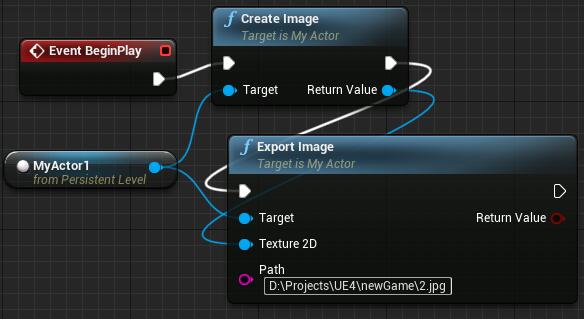 Create Image
Target is My Actor
Event BeginPlay
Target
Return Value
MyActor1
from Persistent Level
Export Image
Target is My Actor
Target
Return Value
Texture 2D
Path
D:\Projects\UE4\newGame\2.jpg